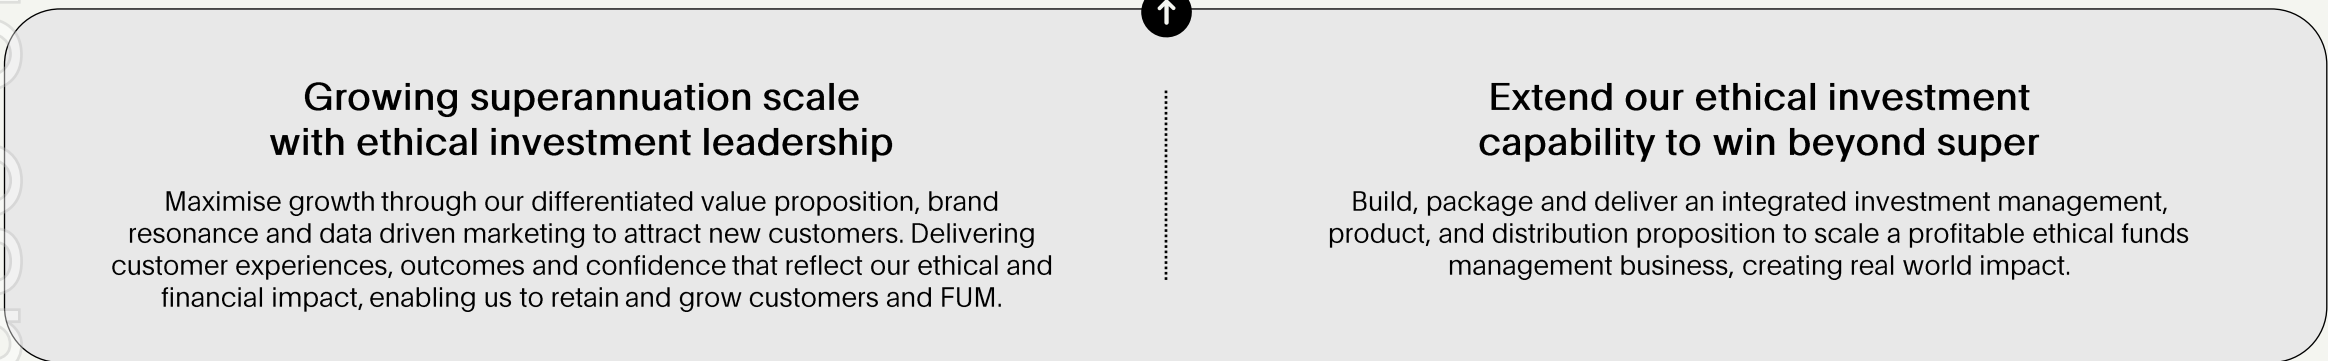 Growing superannuation scale
with ethical investment leadership
Maximise growth through our differentiated value proposition, brand
resonance and data driven marketing to attract new customers. Delivering
customer experiences, outcomes and confidence that reflect our ethical and
financial impact, enabling us to retain and grow customers and FUM.
Extend our ethical investment
capability to win beyond super
Build, package and deliver an integrated investment management,
product, and distribution proposition to scale a profitable ethical funds
management business, creating real world impact.